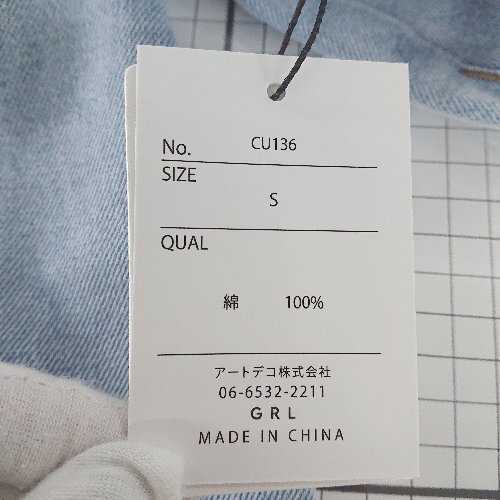 No. CU136
SIZE
S
QUAL
綿 100%
アートデコ株式会社
06-6532-2211
GRL
MADE IN CHINA